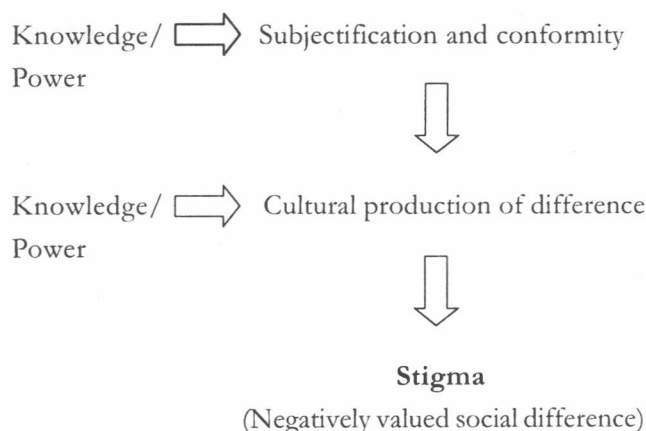 Knowledge/ Subjectification and conformity
Power
Knowledge/ Cultural production of difference
Power
Stigma
(Negatively valued social difference)